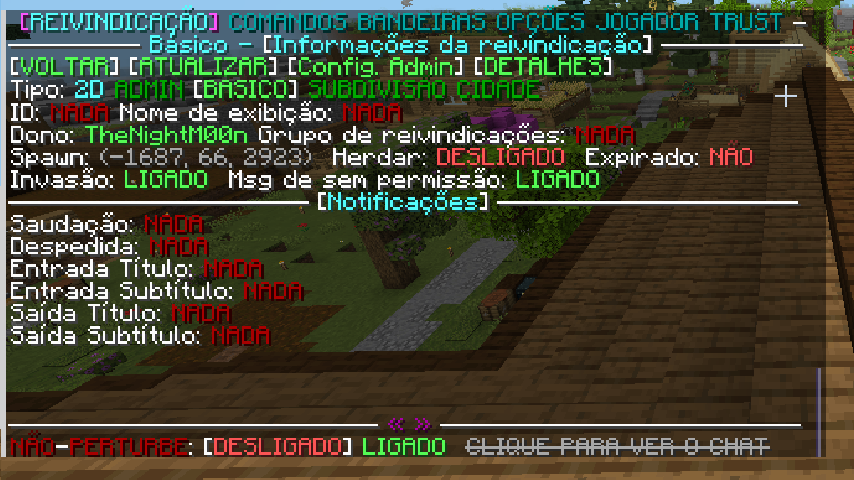 [REIVINDICAÇÃO] COMANDOS BANDEIRAS OPÇÕES JOGADOR TRUST
Básico - [Informações da reivindicação]
[VOLTAR] [ATUALIZAR] [Config. Admin] [DETALHES]
Tipo: 2D ADMIN [BASICO] SUBDIVISÃO CIDADE
ID: NADA Nome de exibição: NADA
Dono: TheNightM00n Grupo de reivindicações: NADA
Spawn: (-1687, 66, 2923) Herdar: DESLIGADO Expirado: NÃO
Invasão: LIGADO Msg de sem permissão: LIGADO
[Notificações]
Saudação: NADA
Despedida: NADA
Entrada Título: NADA
Entrada Subtítulo: NADA
Saída Título: NADA
Saída Subtítulo: NADA
« »
NÃO-PERTURBE: [DESLIGADO] LIGADO CLIQUE PARA VER O CHAT